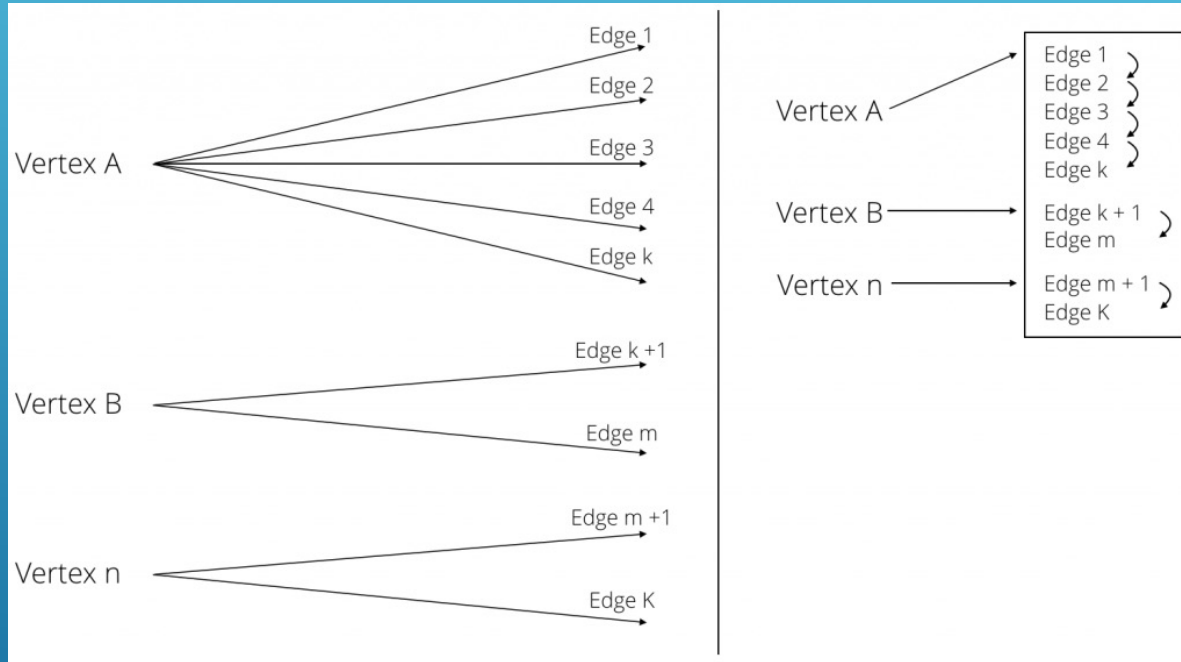 Edge 1
Edge 2
Vertex A
Edge 3
Edge 4
Edge k
Edge k +1
Vertex B
Edge m
Edge m +1
Vertex n
Edge K
Vertex A
Edge 1
Edge 2
Edge 3
Edge 4
Edge k
Vertex B
Edge k + 1
Edge m
Vertex n
Edge m + 1
Edge K